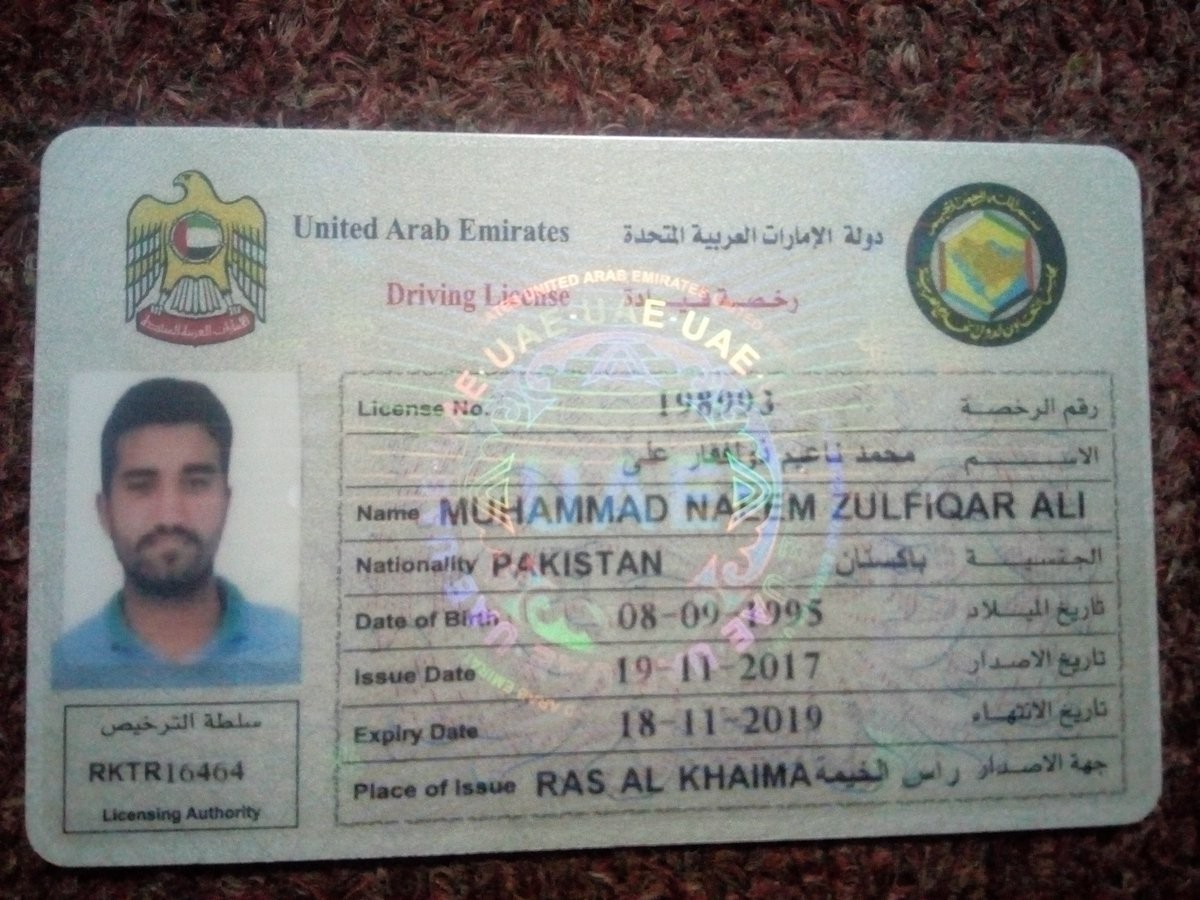 United Arab Emirates دولة الإمارات العربية المتحدة
Driving License رخصة قيادة
UNITED ARAB EMIRATES
UAE·UAE·UAE
License No. 198993 رقم الرخصة
الاسم محمد ناعيم علي
Name MUHAMMAD NAEEM ZULFiQAR ALI
Nationality PAKISTAN باكستان الجنسية
Date of Birth 08-09-1995 تاريخ الميلاد
Issue Date 19-11-2017 تاريخ الاصدار
Expiry Date 18-11-2019 تاريخ الانتهاء
Place of Issue RAS AL KHAIMA راس الخيمة جهة الاصدار
سلطة الترخيص
RKTR16464
Licensing Authority